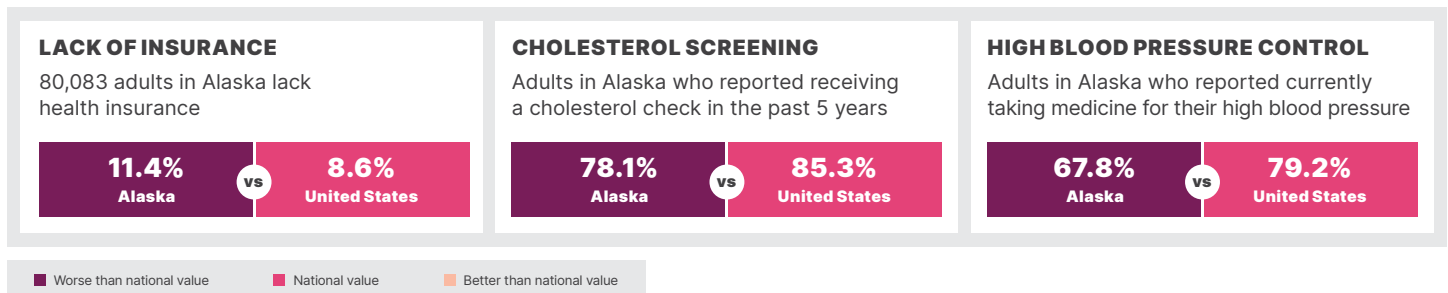 LACK OF INSURANCE
80,083 adults in Alaska lack
health insurance
11.4%
Alaska
vs
8.6%
United States
CHOLESTEROL SCREENING
Adults in Alaska who reported receiving
a cholesterol check in the past 5 years
78.1%
Alaska
vs
85.3%
United States
HIGH BLOOD PRESSURE CONTROL
Adults in Alaska who reported currently
taking medicine for their high blood pressure
67.8%
Alaska
vs
79.2%
United States
Worse than national value
National value
Better than national value